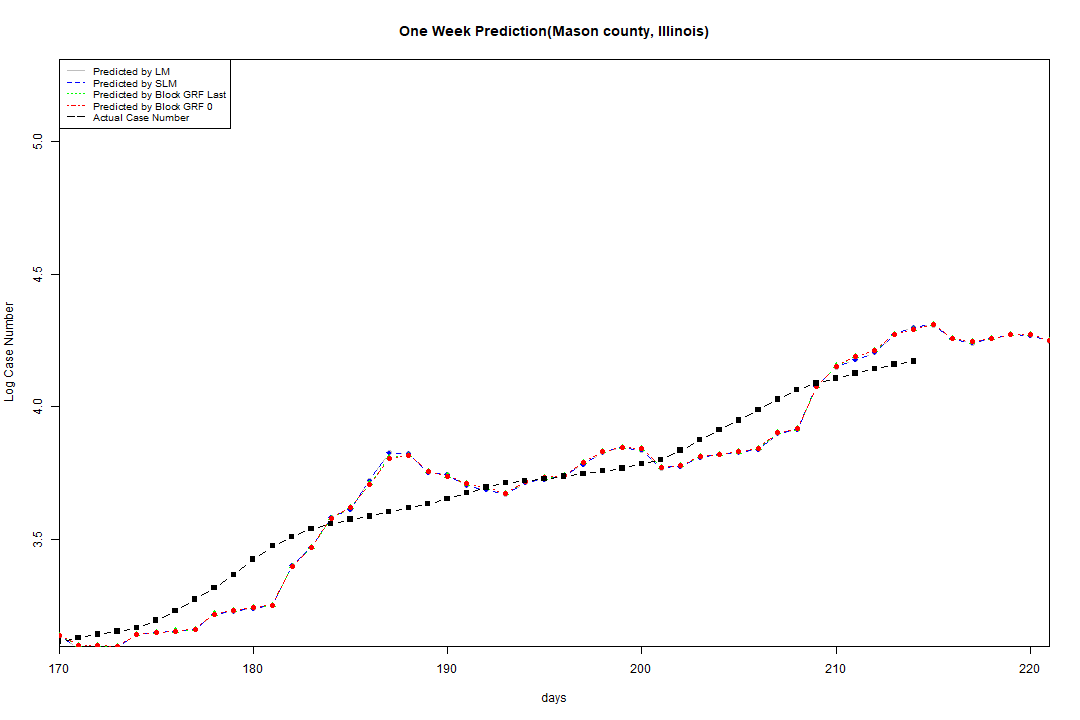 One Week Prediction(Mason county, Illinois)
Predicted by LM
Predicted by SLM
Predicted by Block GRF Last
Predicted by Block GRF 0
Actual Case Number
5.0
4.5
4.0
3.5
Log Case Number
170 180 190 200 210 220
days